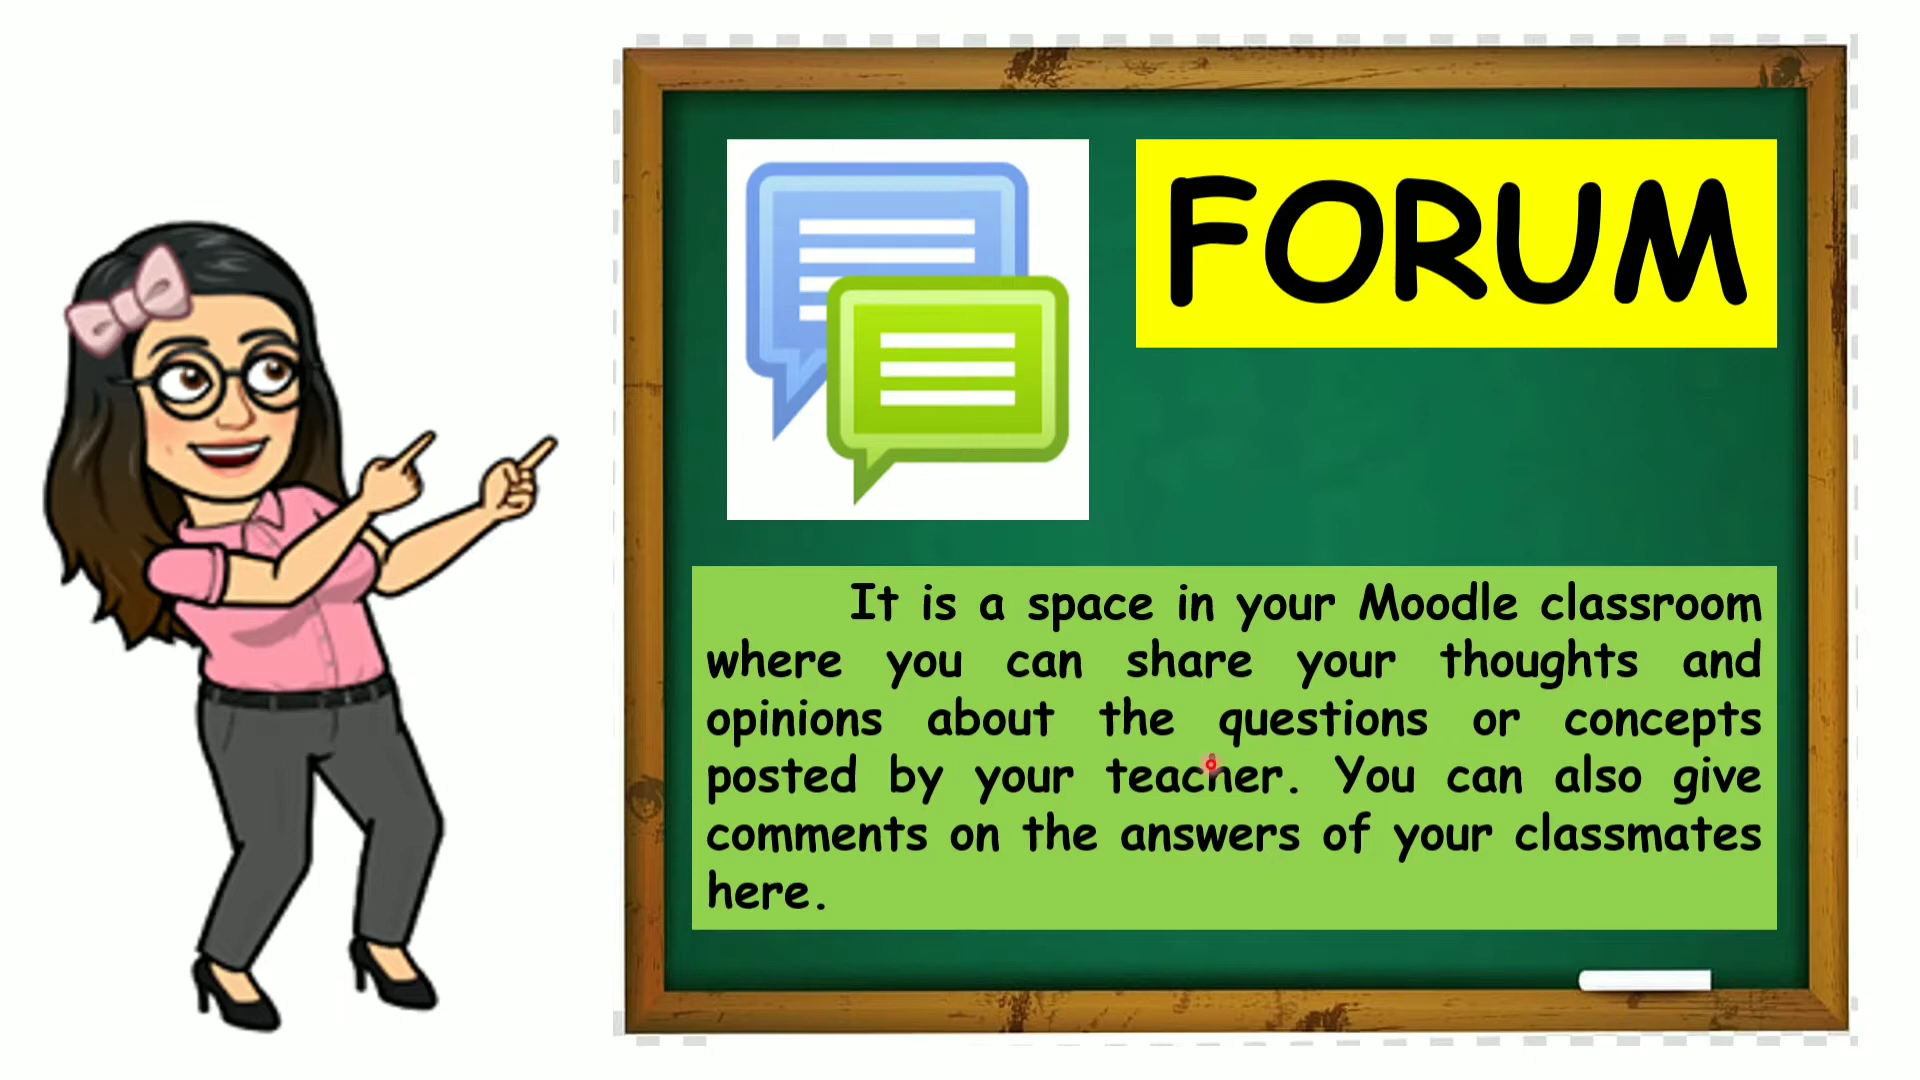 FORUM
It is a space in your Moodle classroom
where you can share your thoughts and
opinions about the questions or concepts
posted by your teacher. You can also give
comments on the answers of your classmates
here.